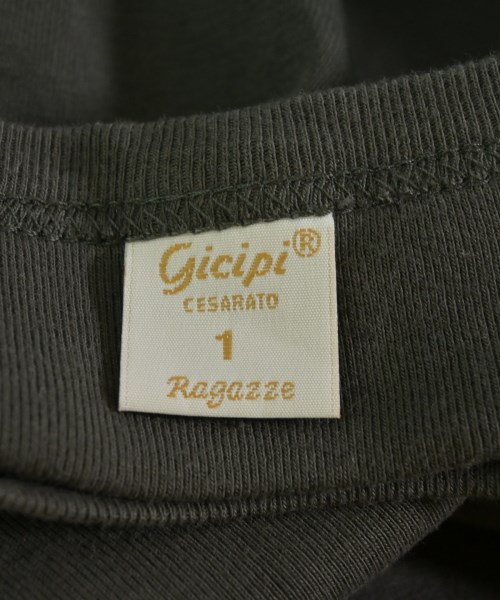 Gicipi®
CESARATO
1
Ragazze